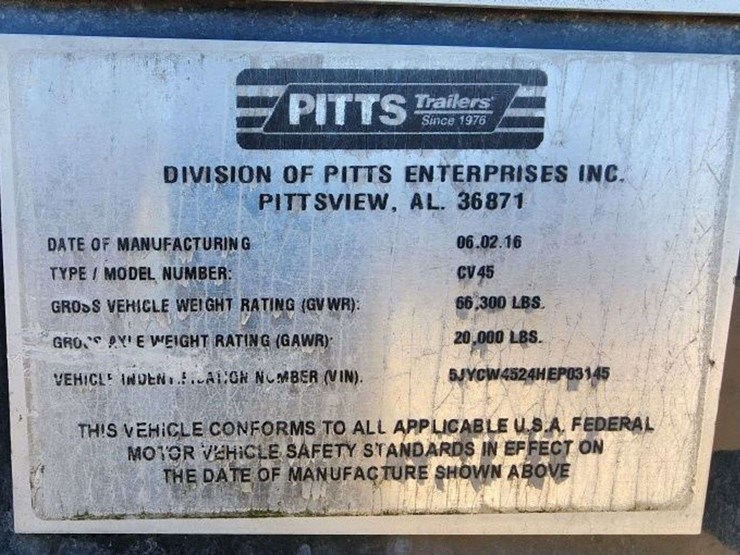 PITTS Trailers
Since 1976
DIVISION OF PITTS ENTERPRISES INC.
PITTSVIEW, AL. 36871
DATE OF MANUFACTURING 06.02.16
TYPE / MODEL NUMBER: CV45
GROSS VEHICLE WEIGHT RATING (GVWR): 66,300 LBS.
GROSS AXLE WEIGHT RATING (GAWR): 20,000 LBS.
VEHICLE NUMBER (VIN). 5JYCW4524HEP03145
THIS VEHICLE CONFORMS TO ALL APPLICABLE U.S.A. FEDERAL
MOTOR VEHICLE SAFETY STANDARDS IN EFFECT ON
THE DATE OF MANUFACTURE SHOWN ABOVE